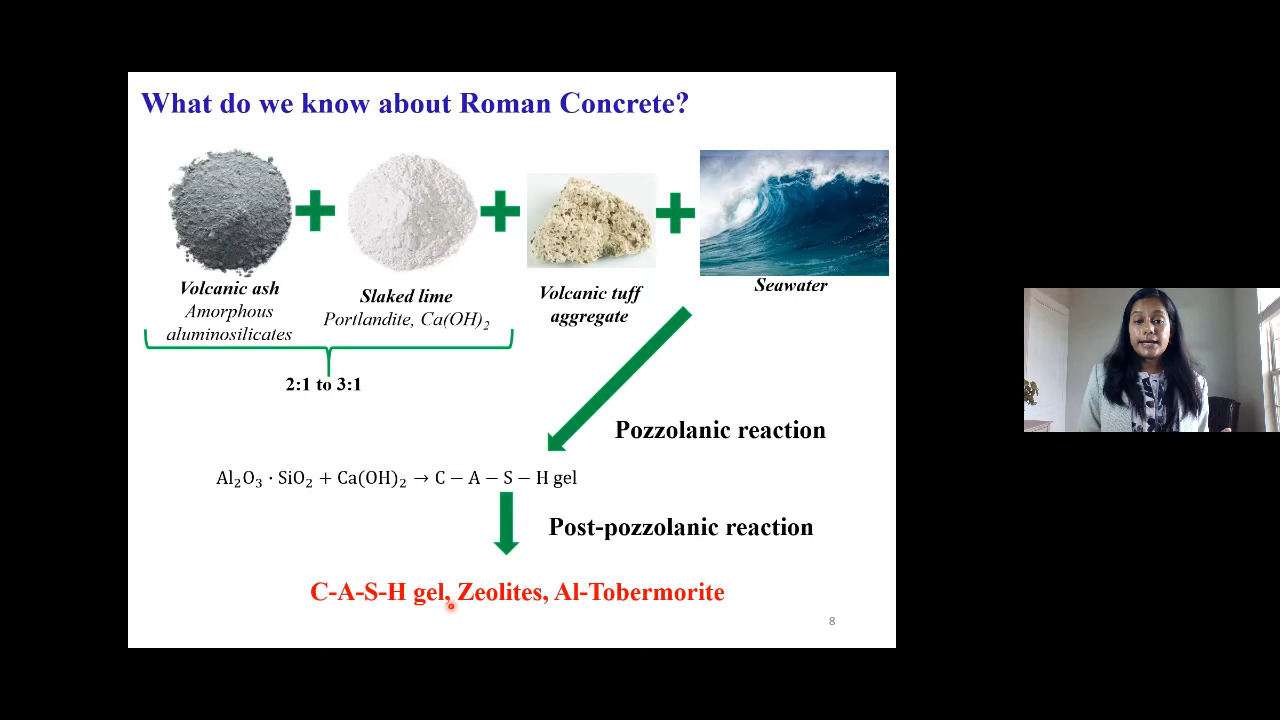 What do we know about Roman Concrete?
Volcanic ash
Amorphous
aluminosilicates
Slaked lime
Portlandite, Ca(OH)₂
Volcanic tuff
aggregate
Seawater
2:1 to 3:1
Pozzolanic reaction
Al₂O₃ · SiO₂ + Ca(OH)₂ → C − A − S − H gel
Post-pozzolanic reaction
C-A-S-H gel, Zeolites, Al-Tobermorite
8